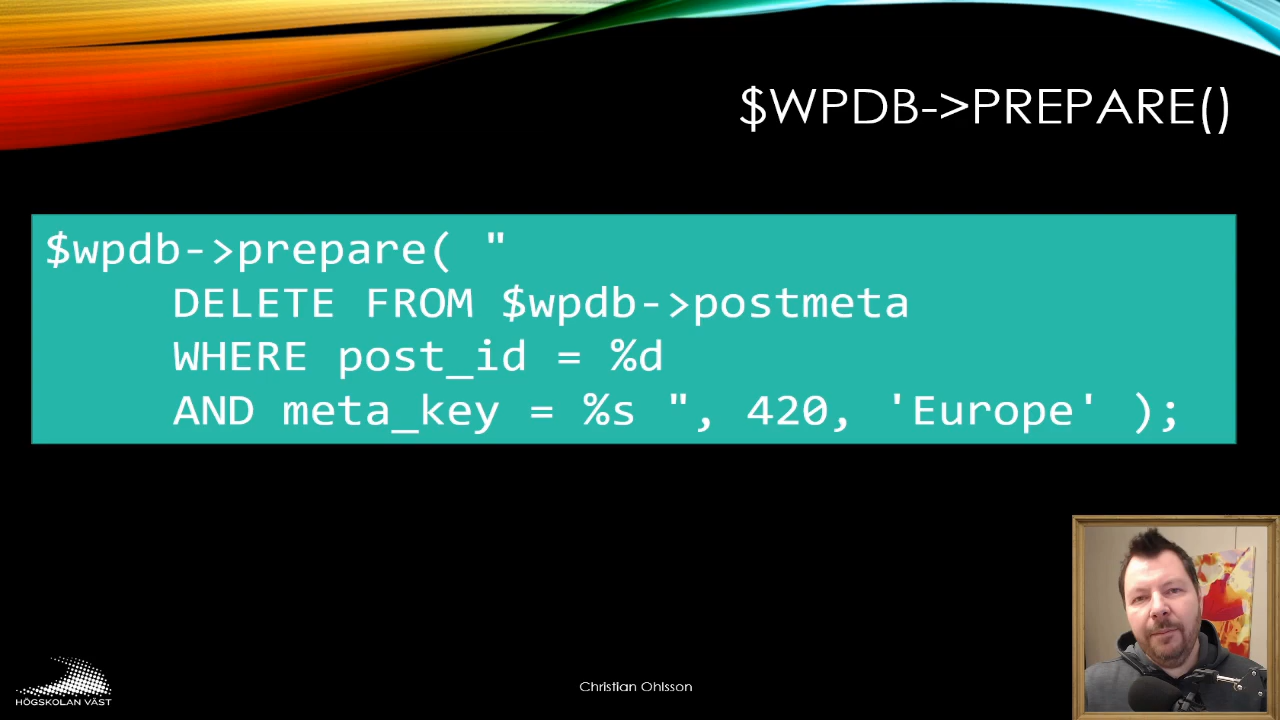 $WPDB->PREPARE()
$wpdb->prepare( "
DELETE FROM $wpdb->postmeta
WHERE post_id = %d
AND meta_key = %s ", 420, 'Europe' );
HÖGSKOLAN VÄST
Christian Ohlsson